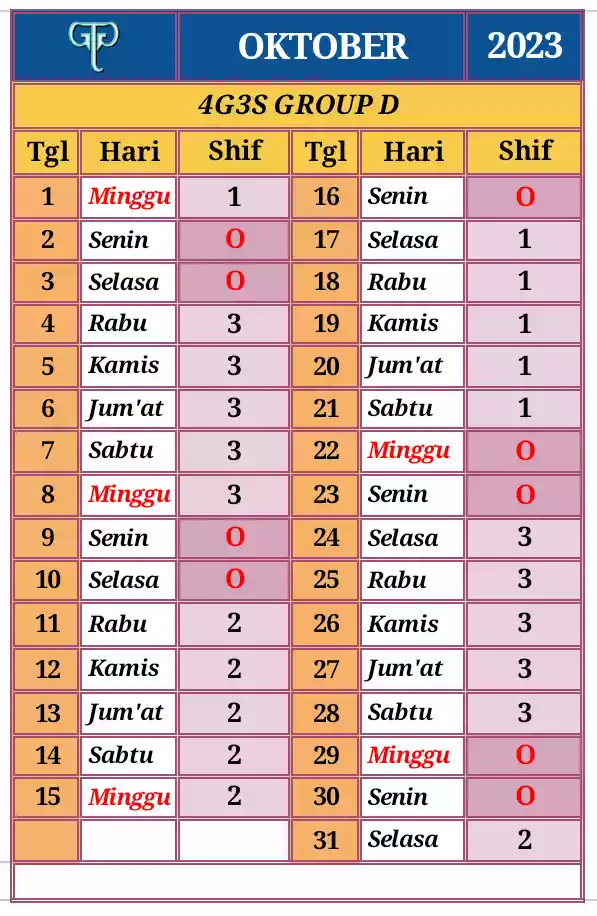 OKTOBER 2023
4G3S GROUP D
Tgl Hari Shif Tgl Hari Shif
1 Minggu 1 16 Senin O
2 Senin O 17 Selasa 1
3 Selasa O 18 Rabu 1
4 Rabu 3 19 Kamis 1
5 Kamis 3 20 Jum'at 1
6 Jum'at 3 21 Sabtu 1
7 Sabtu 3 22 Minggu O
8 Minggu 3 23 Senin O
9 Senin O 24 Selasa 3
10 Selasa O 25 Rabu 3
11 Rabu 2 26 Kamis 3
12 Kamis 2 27 Jum'at 3
13 Jum'at 2 28 Sabtu 3
14 Sabtu 2 29 Minggu O
15 Minggu 2 30 Senin O
31 Selasa 2